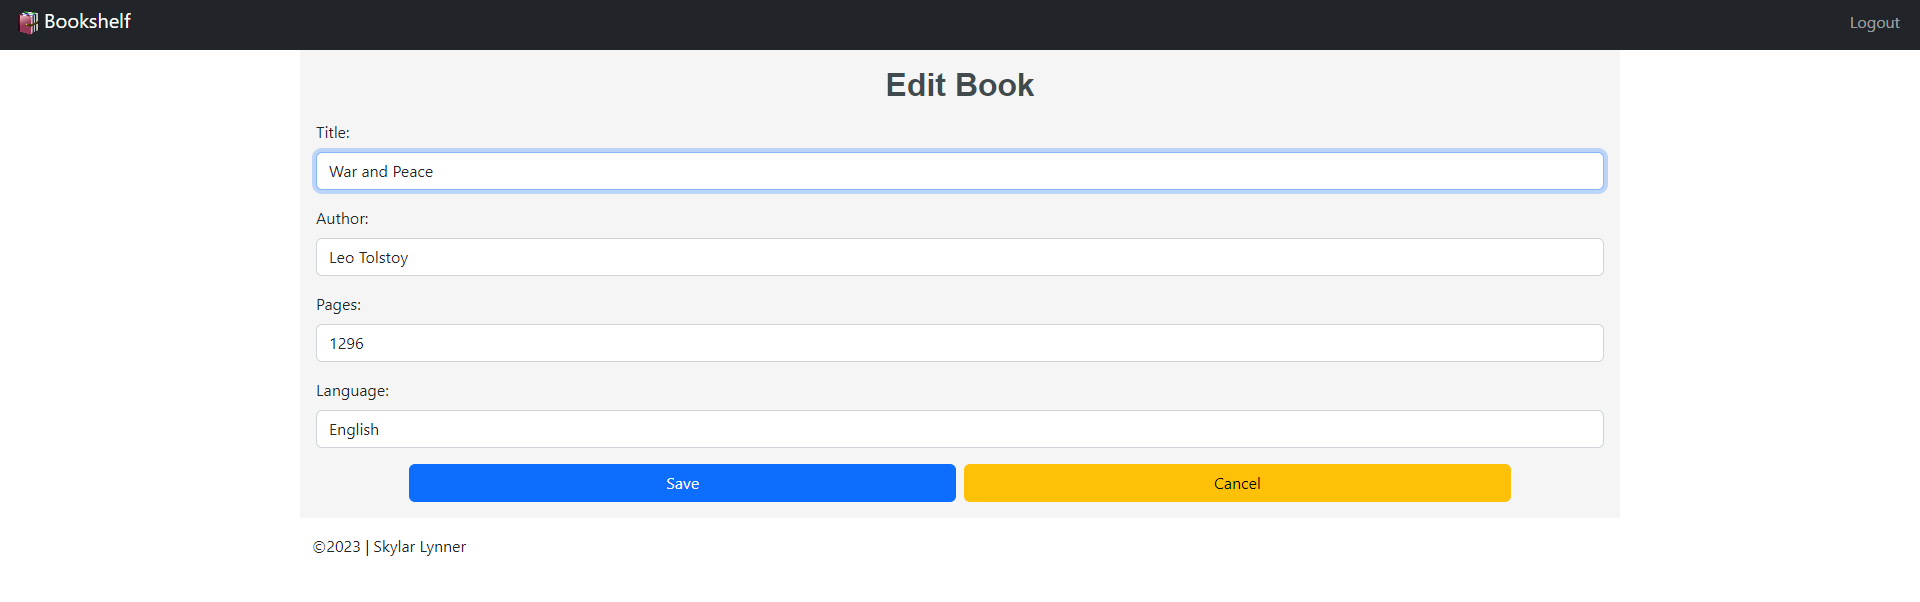 Bookshelf
Logout
Edit Book
Title:
War and Peace
Author:
Leo Tolstoy
Pages:
1296
Language:
English
Save
Cancel
©2023 | Skylar Lynner